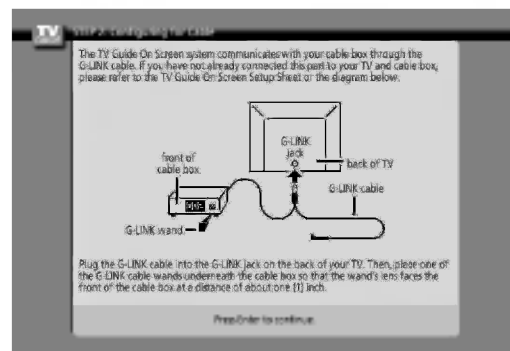 TV
STEP 2: Configuring for Cable
The TV Guide On Screen system communicates with your cable box through the
G-LINK cable. If you have not already connected this part to your TV and cable box,
please refer to the TV Guide On Screen Setup Sheet or the diagram below.
G-LINK
jack
front of
cable box
back of TV
G-LINK cable
G-LINK wand
Plug the G-LINK cable into the G-LINK jack on the back of your TV. Then, place one of
the G-LINK cable wands underneath the cable box so that the wand's lens faces the
front of the cable box at a distance of about one (1) inch.
Press Enter to continue.